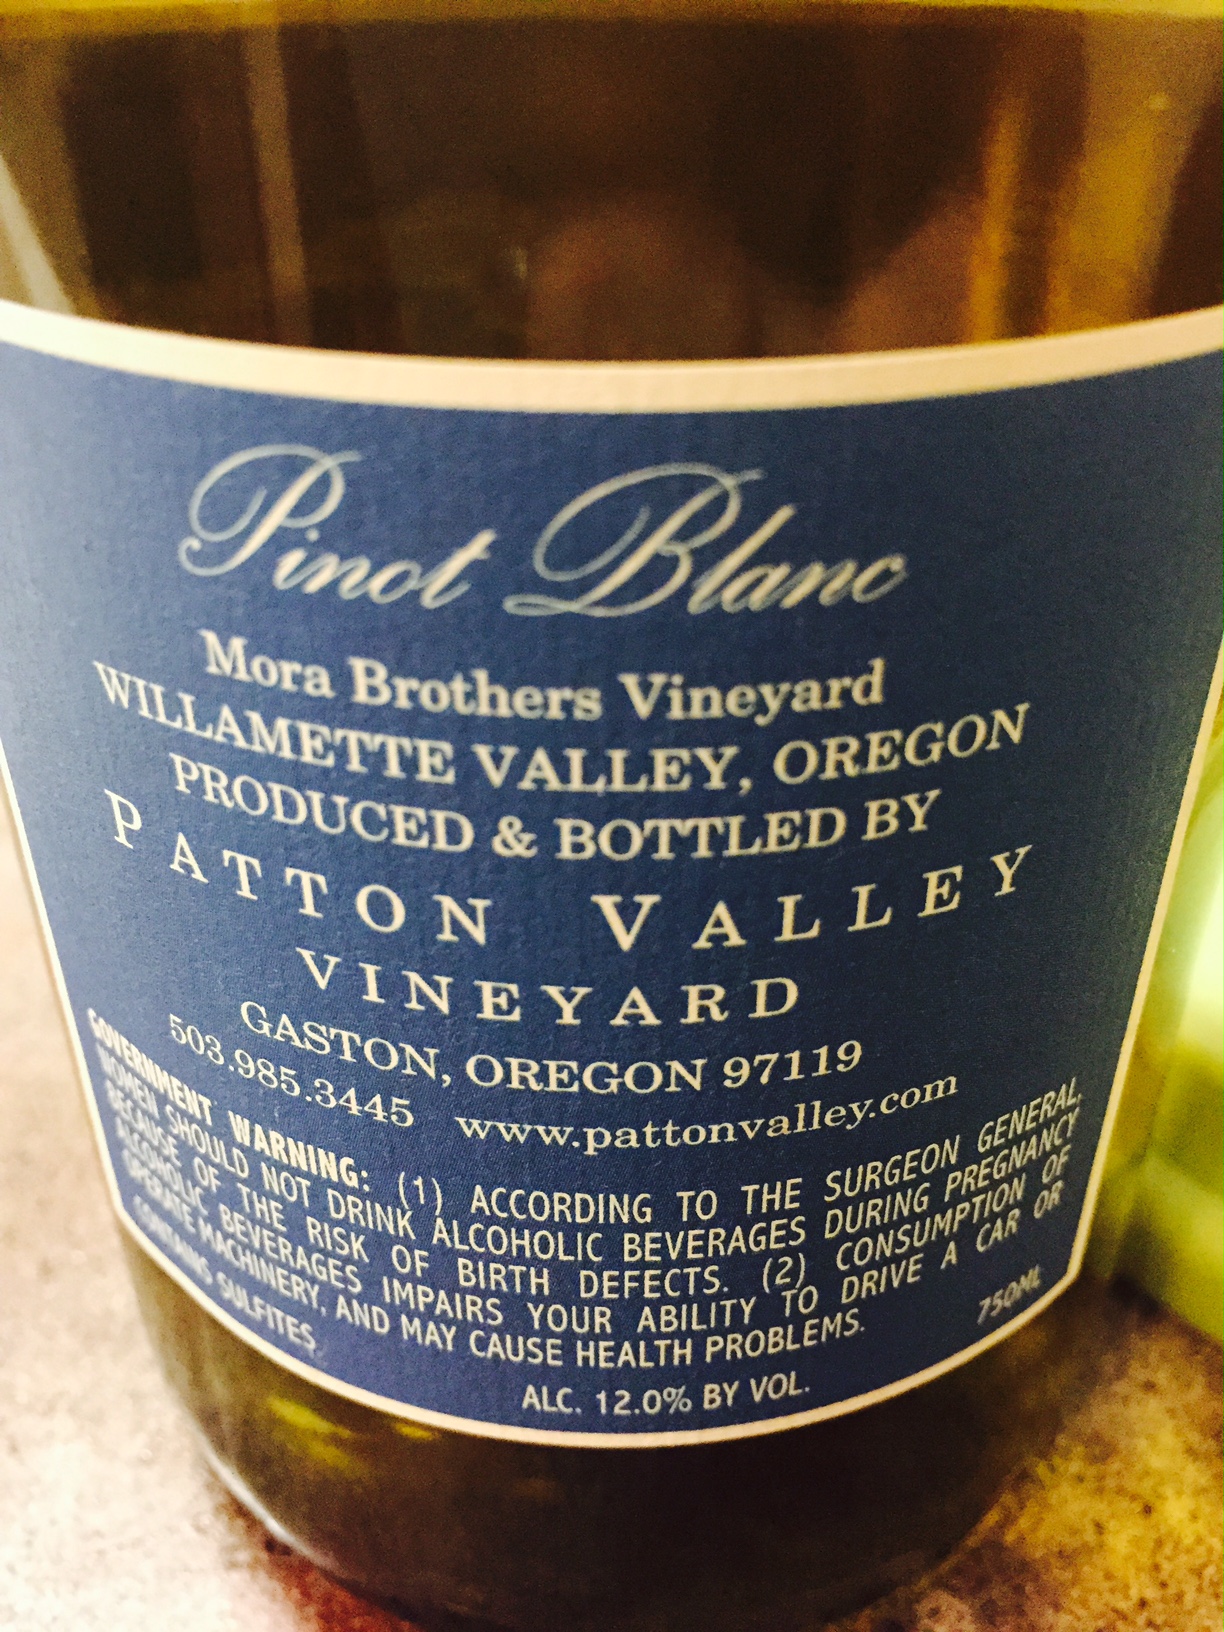 Pinot Blanc
Mora Brothers Vineyard
WILLAMETTE VALLEY, OREGON
PRODUCED & BOTTLED BY
PATTON VALLEY
VINEYARD
GASTON, OREGON 97119
503.985.3445 www.pattonvalley.com
GOVERNMENT WARNING: (1) ACCORDING TO THE SURGEON GENERAL,
WOMEN SHOULD NOT DRINK ALCOHOLIC BEVERAGES DURING PREGNANCY
BECAUSE OF THE RISK OF BIRTH DEFECTS. (2) CONSUMPTION OF
ALCOHOLIC BEVERAGES IMPAIRS YOUR ABILITY TO DRIVE A CAR OR
OPERATE MACHINERY, AND MAY CAUSE HEALTH PROBLEMS.
CONTAINS SULFITES
ALC. 12.0% BY VOL.
750ML